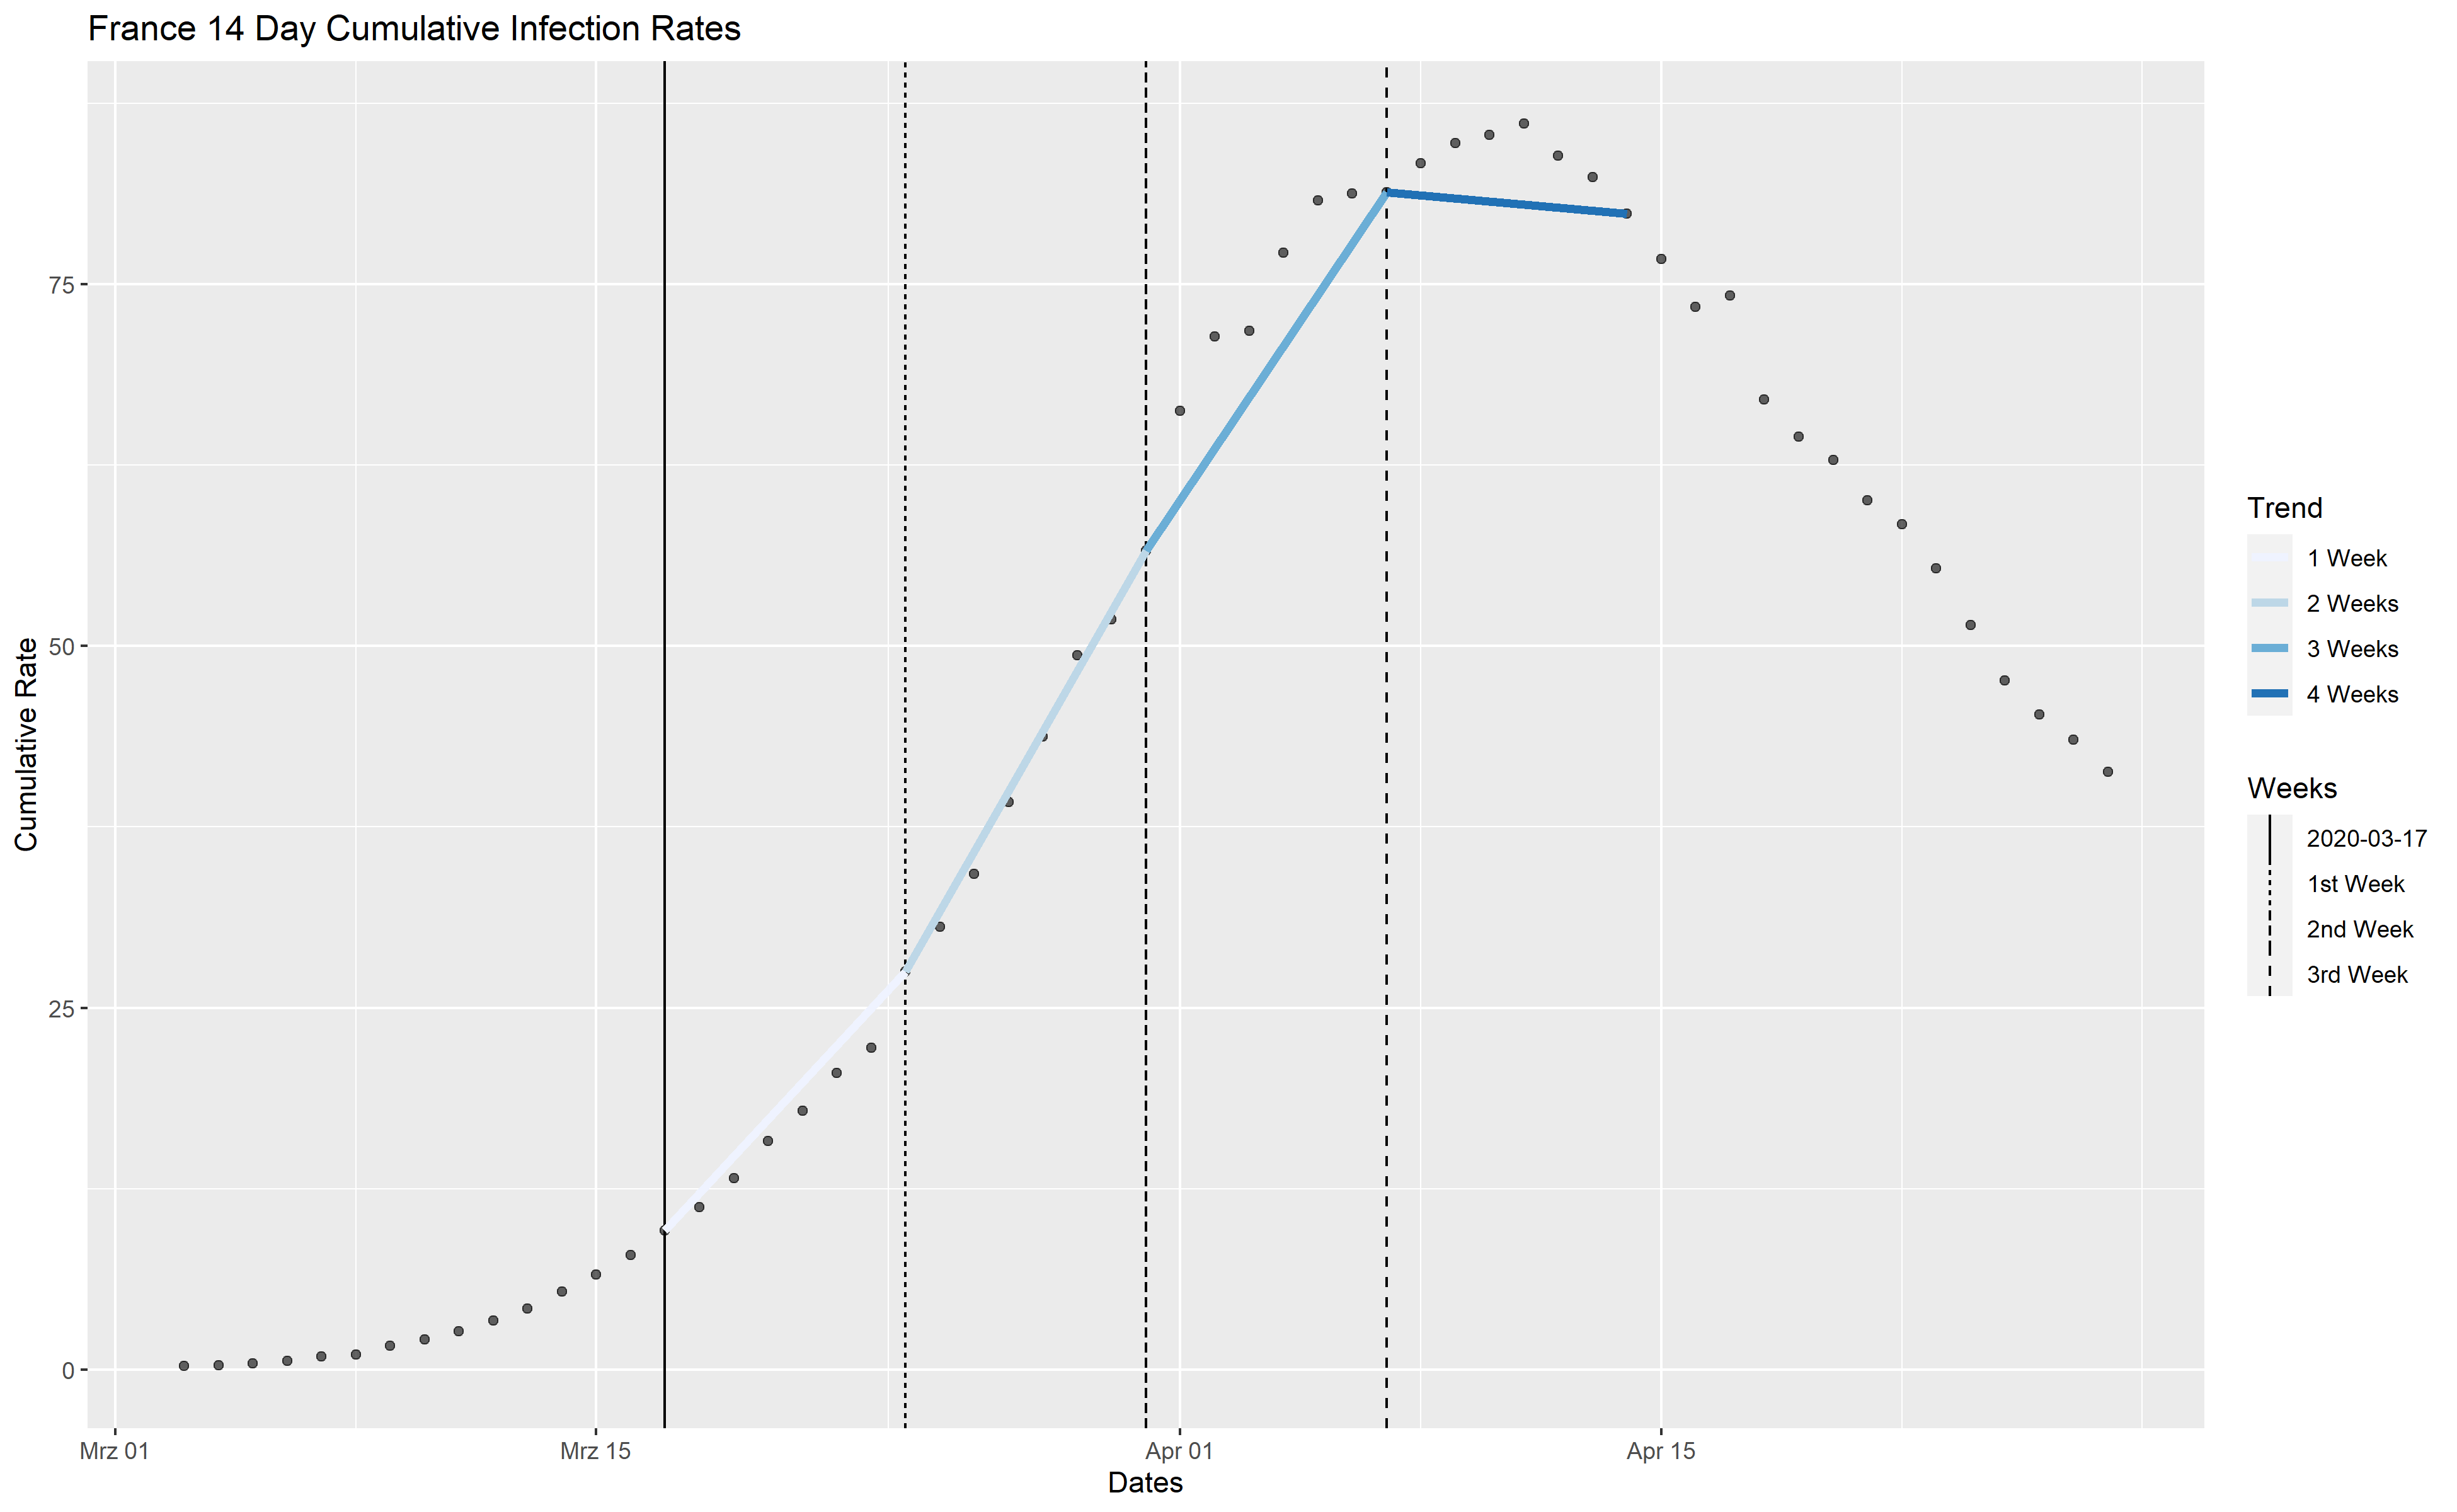 France 14 Day Cumulative Infection Rates
Cumulative Rate
75
50
25
0
Mrz 01
Mrz 15
Apr 01
Apr 15
Dates
Trend
1 Week
2 Weeks
3 Weeks
4 Weeks
Weeks
2020-03-17
1st Week
2nd Week
3rd Week